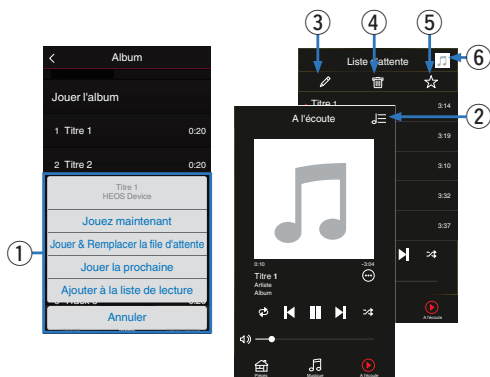 3
4
5
6
2
1
Album
Jouer l'album
1 Titre 1 0:20
2 Titre 2 0:20
Titre 1
HEOS Device
Jouez maintenant
Jouer & Remplacer la file d'attente
Jouer la prochaine
Ajouter à la liste de lecture
Annuler
A l'écoute
0:10 -3:04
Titre 1
Artiste
Album
Pièces Musique A l'écoute
Liste d'attente
Titre 1 3:14
3:19
3:10
3:32
3:37
A l'écoute